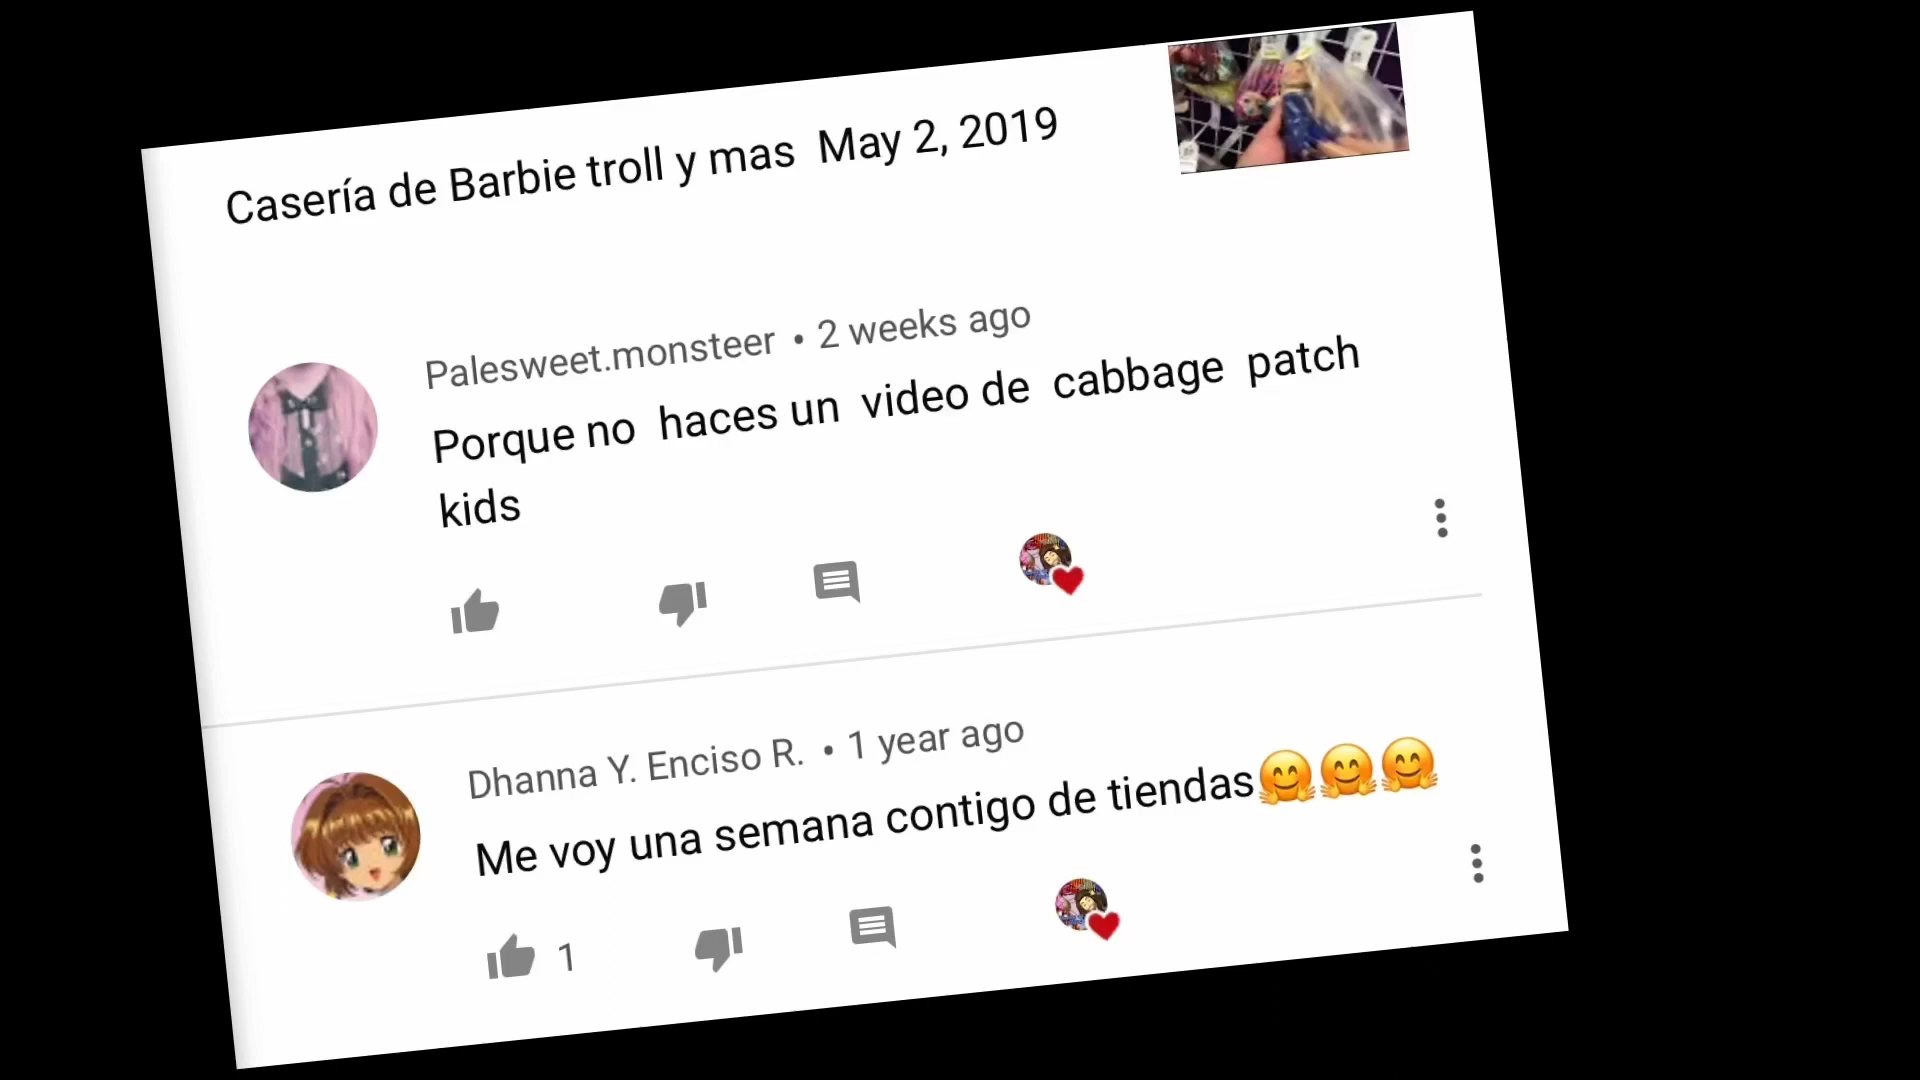 Casería de Barbie troll y mas May 2, 2019
Palesweet.monsteer • 2 weeks ago
Porque no haces un video de cabbage patch
kids
Dhanna Y. Enciso R. • 1 year ago
Me voy una semana contigo de tiendas🤗🤗🤗
1